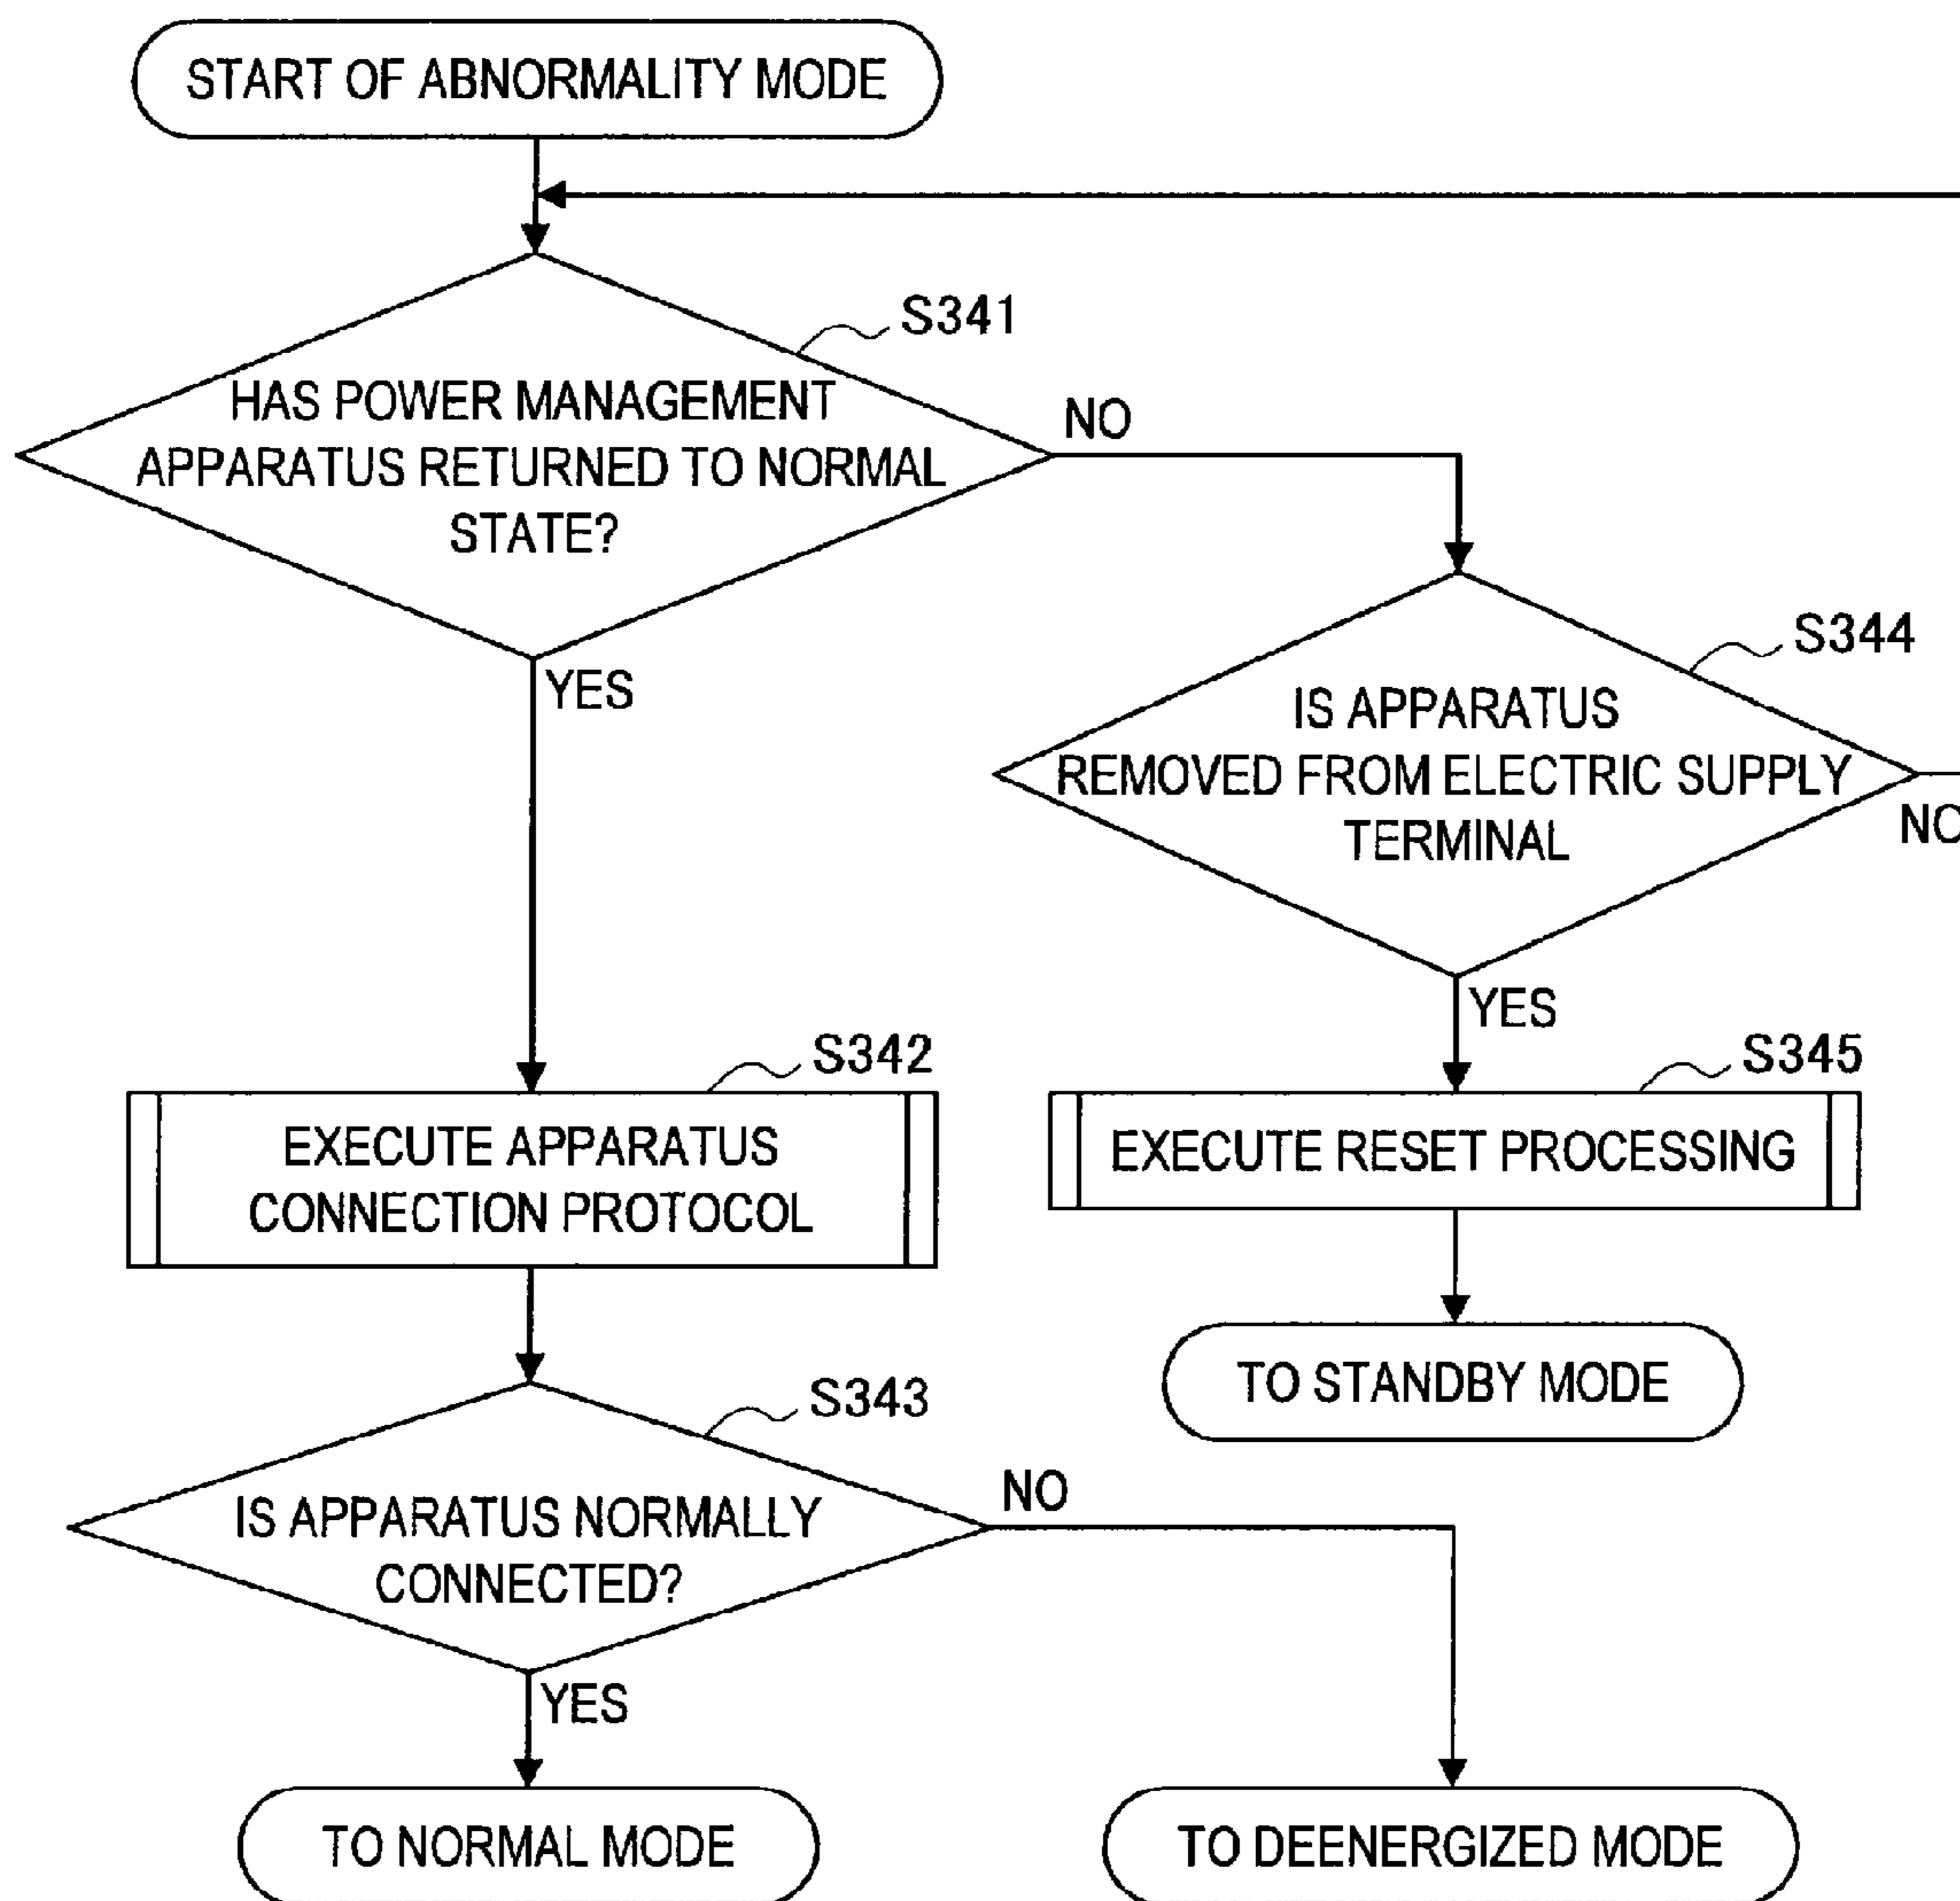 START OF ABNORMALITY MODE
S341
HAS POWER MANAGEMENT
APPARATUS RETURNED TO NORMAL
STATE?
NO
YES
S344
IS APPARATUS
REMOVED FROM ELECTRIC SUPPLY
TERMINAL
NO
YES
S342
EXECUTE APPARATUS
CONNECTION PROTOCOL
S345
EXECUTE RESET PROCESSING
TO STANDBY MODE
S343
IS APPARATUS NORMALLY
CONNECTED?
NO
YES
TO NORMAL MODE
TO DEENERGIZED MODE